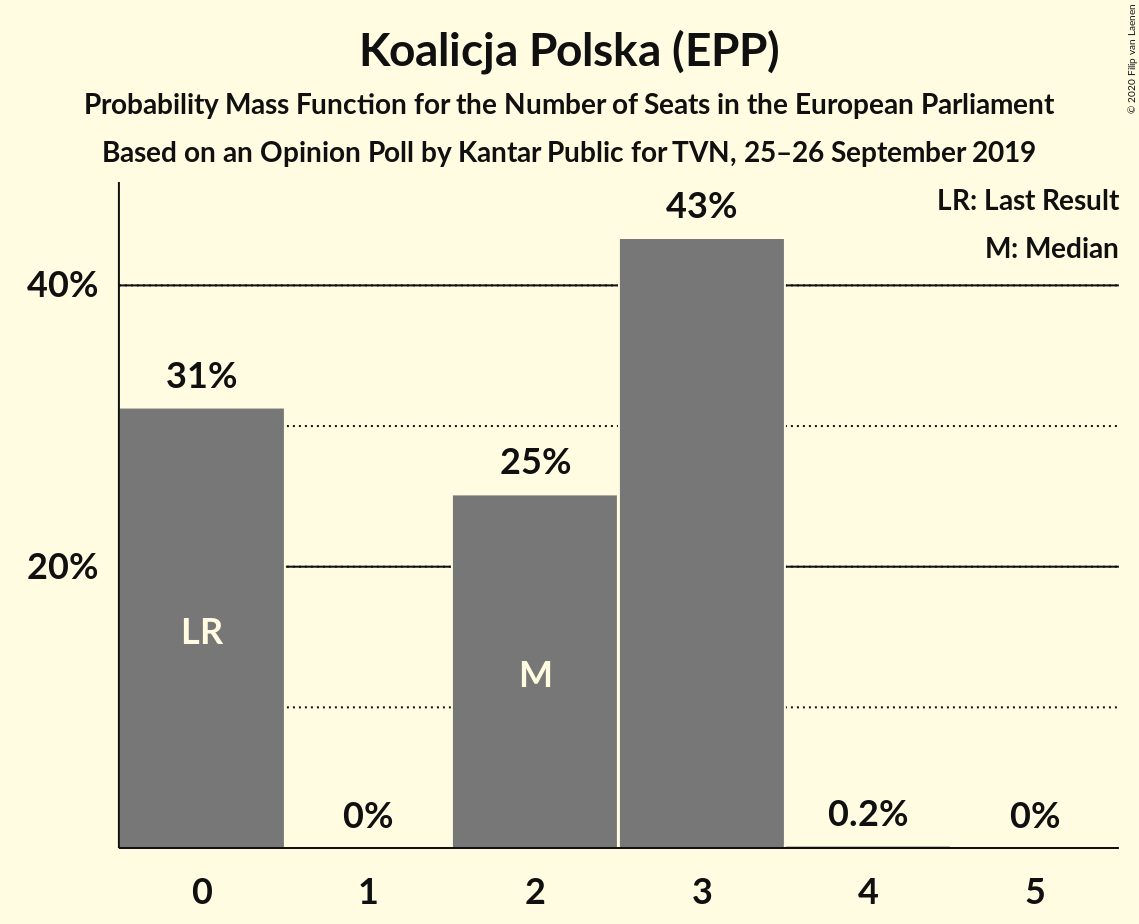 Koalicja Polska (EPP)
Probability Mass Function for the Number of Seats in the European Parliament
Based on an Opinion Poll by Kantar Public for TVN, 25–26 September 2019
© 2020 Filip van Laenen
LR: Last Result
M: Median
43%
40%
31%
25%
20%
LR
M
0%
0.2%
0%
0 1 2 3 4 5